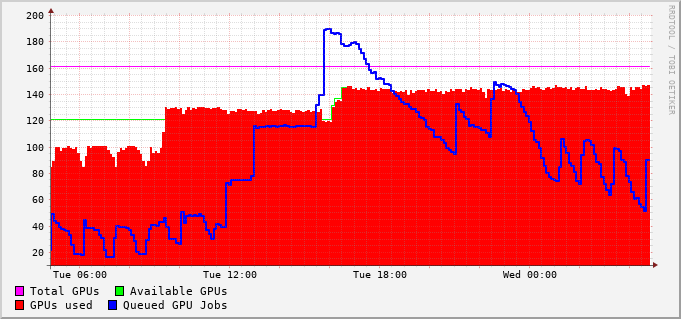 200
180
160
140
120
100
80
60
40
20
Tue 06:00 Tue 12:00 Tue 18:00 Wed 00:00
Total GPUs Available GPUs
GPUs used Queued GPU Jobs
RRDTOOL / TOBI OETIKER